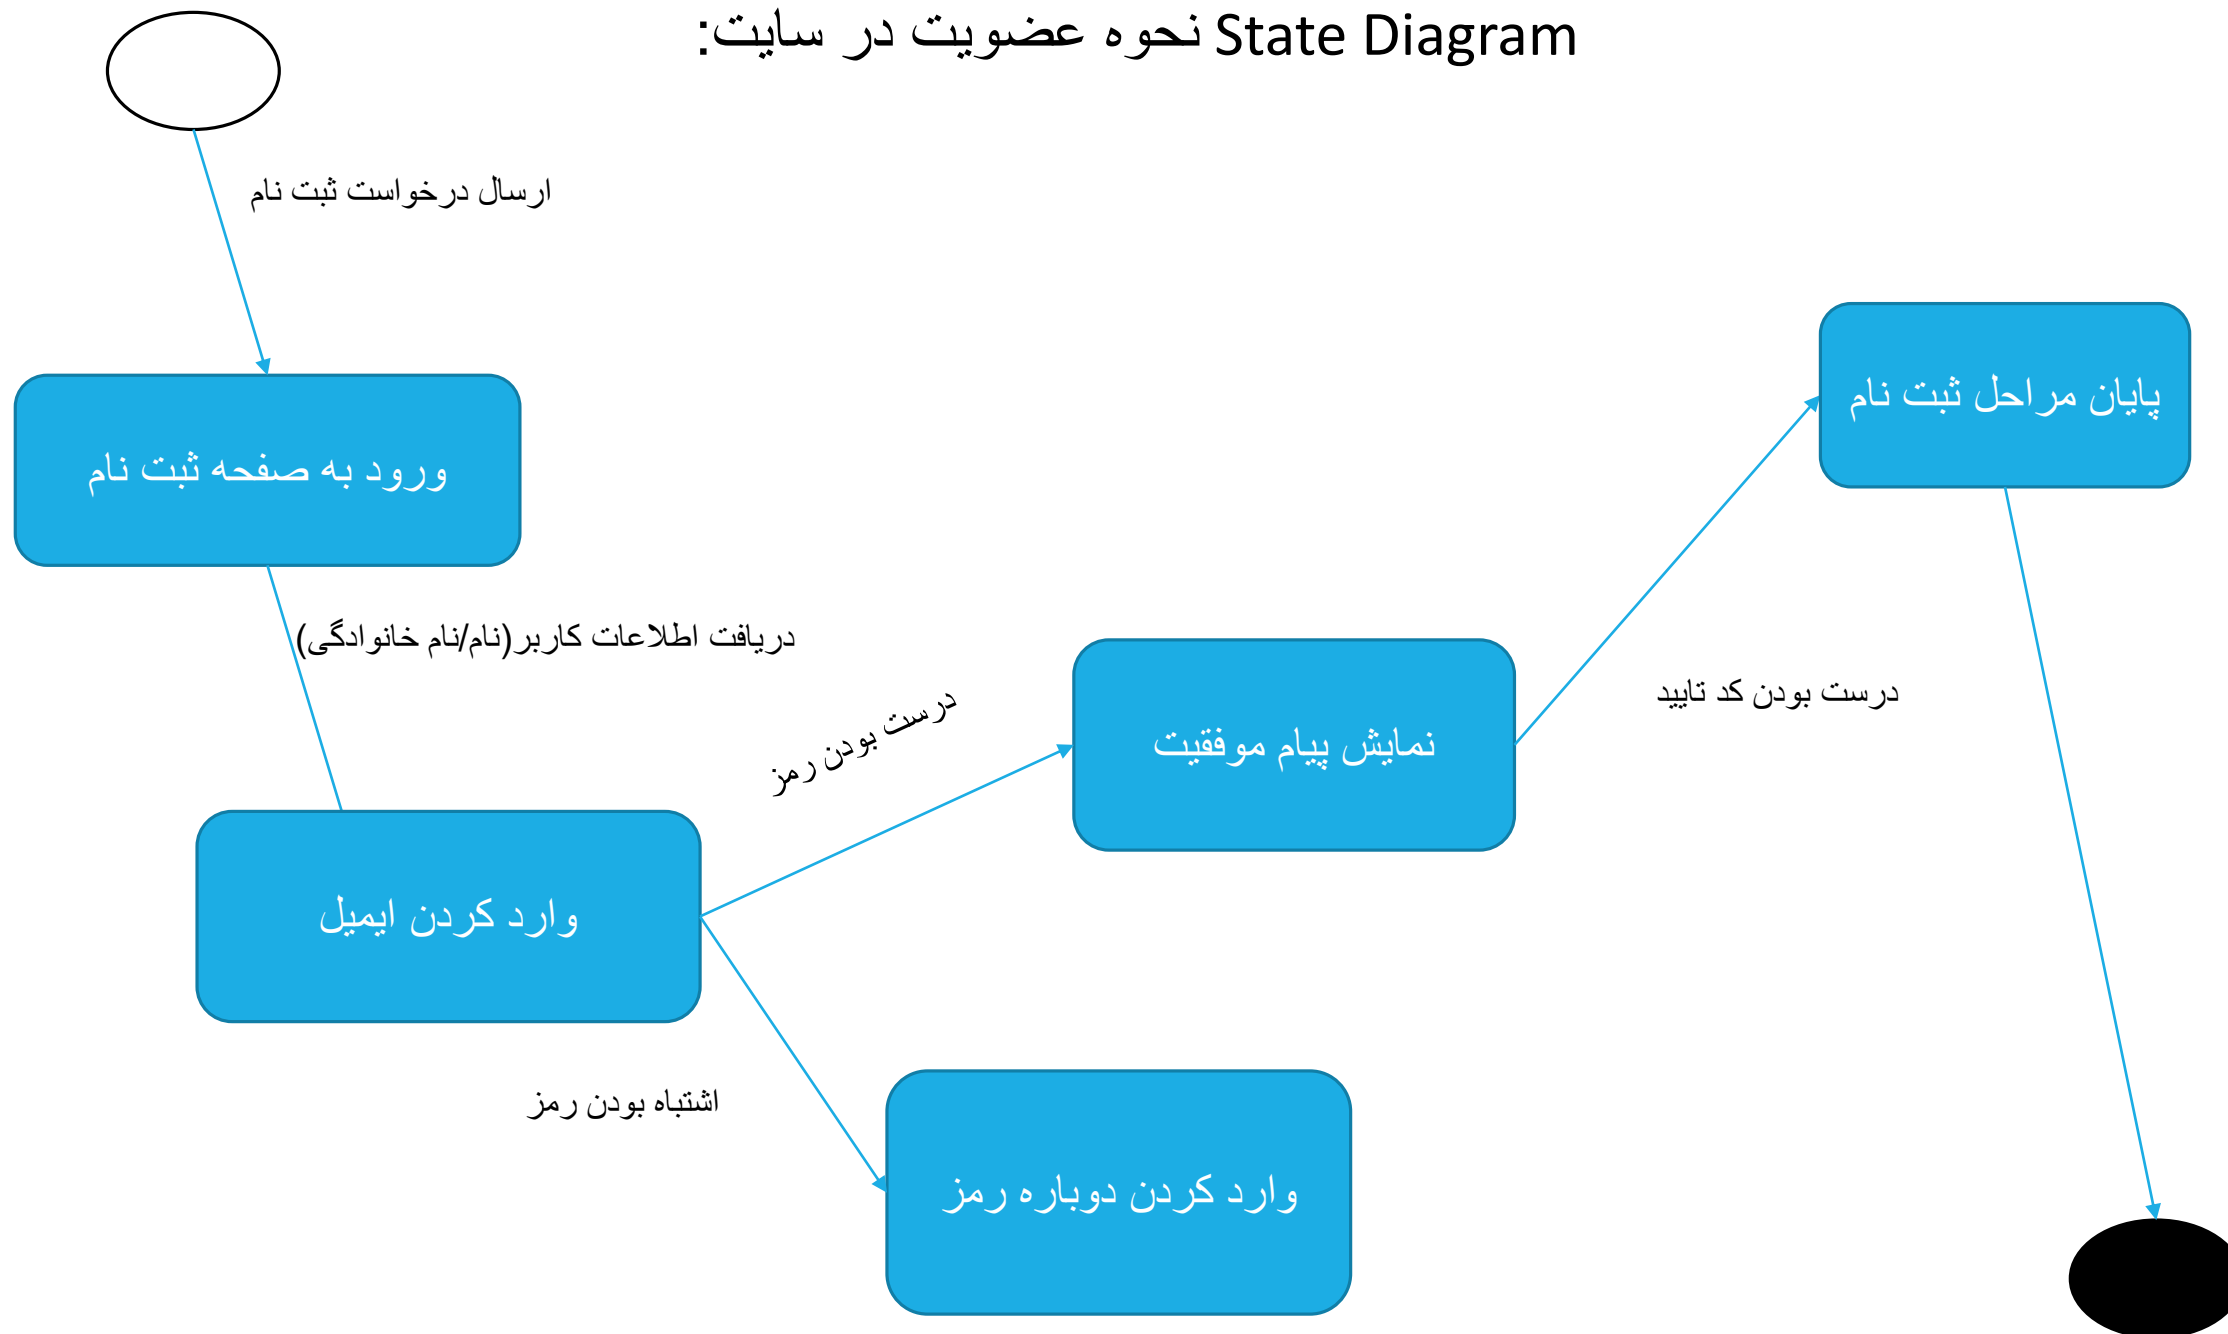 State Diagram نحوه عضویت در سایت:
ارسال درخواست ثبت نام
ورود به صفحه ثبت نام
دریافت اطلاعات کاربر(نام/نام خانوادگی)
وارد کردن ایمیل
درست بودن رمز
نمایش پیام موفقیت
درست بودن کد تایید
پایان مراحل ثبت نام
اشتباه بودن رمز
وارد کردن دوباره رمز